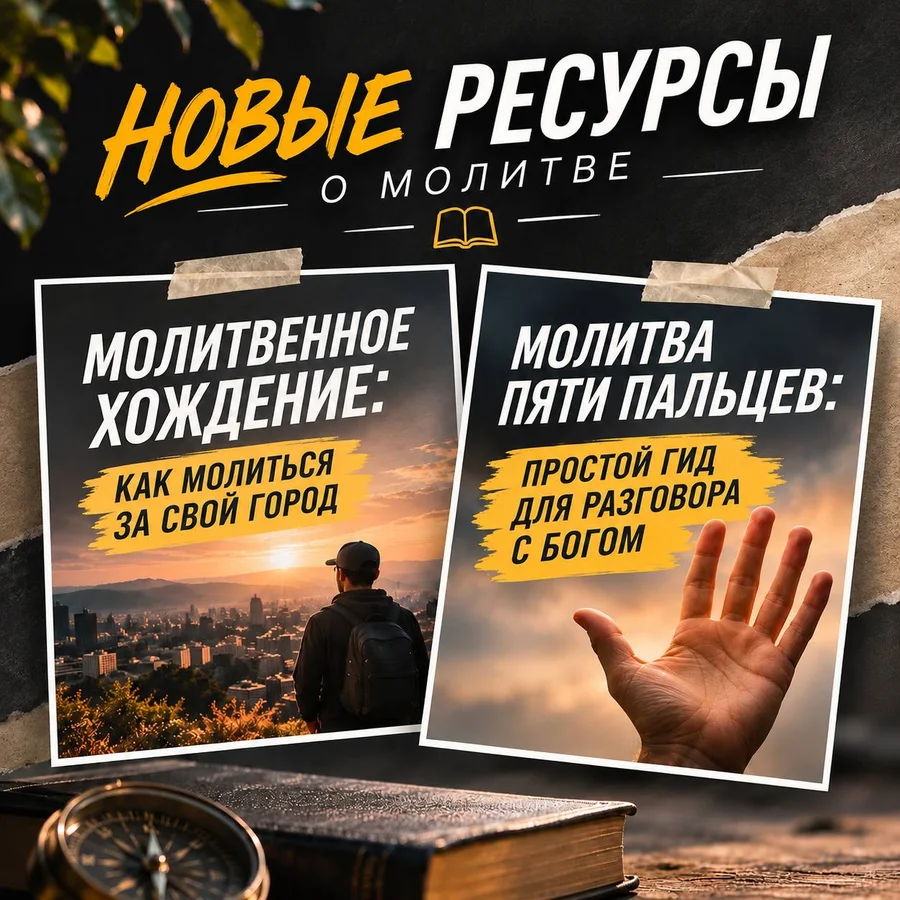 НОВЫЕ РЕСУРСЫ
О МОЛИТВЕ
МОЛИТВЕННОЕ
ХОЖДЕНИЕ:
КАК МОЛИТЬСЯ
ЗА СВОЙ ГОРОД
МОЛИТВА
ПЯТИ ПАЛЬЦЕВ:
ПРОСТОЙ ГИД
ДЛЯ РАЗГОВОРА
С БОГОМ